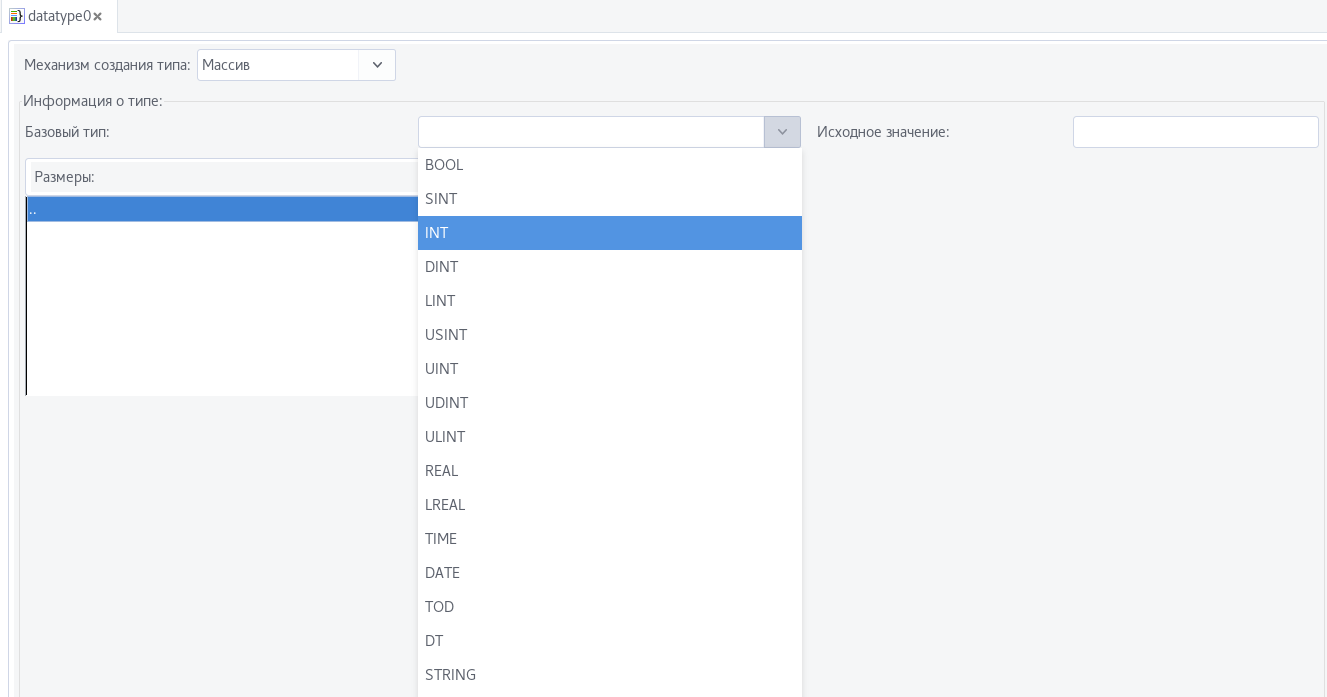 datatype0
Механизм создания типа: Массив
Информация о типе:
Базовый тип:
Исходное значение:
Размеры:
..
BOOL
SINT
INT
DINT
LINT
USINT
UINT
UDINT
ULINT
REAL
LREAL
TIME
DATE
TOD
DT
STRING